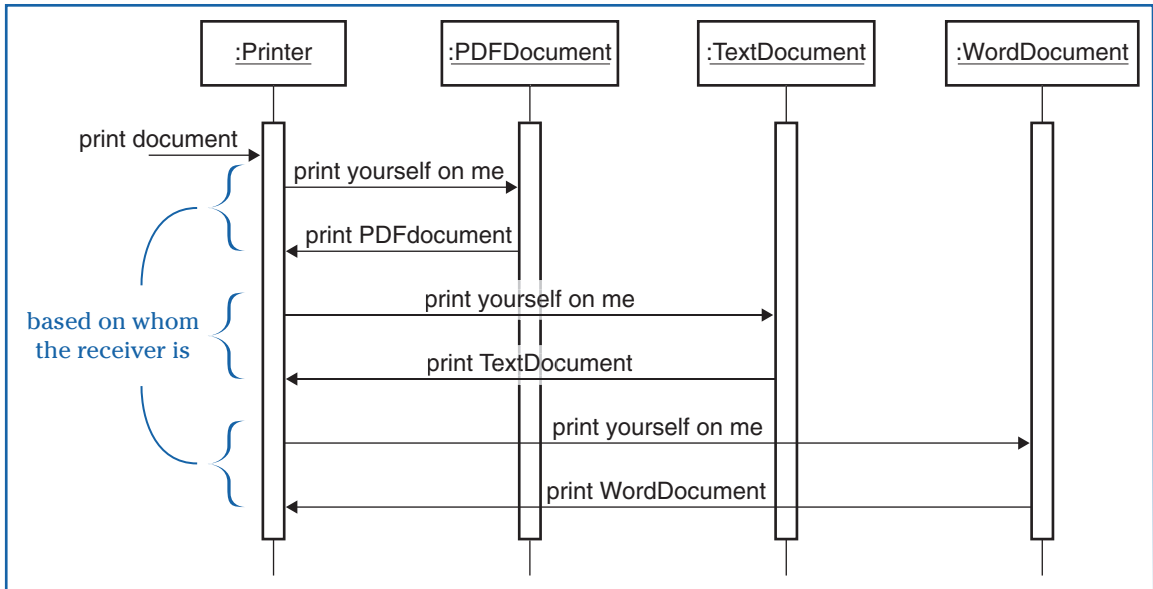 :Printer
:PDFDocument
:TextDocument
:WordDocument
print document
print yourself on me
print PDFdocument
print yourself on me
based on whom
the receiver is
print TextDocument
print yourself on me
print WordDocument